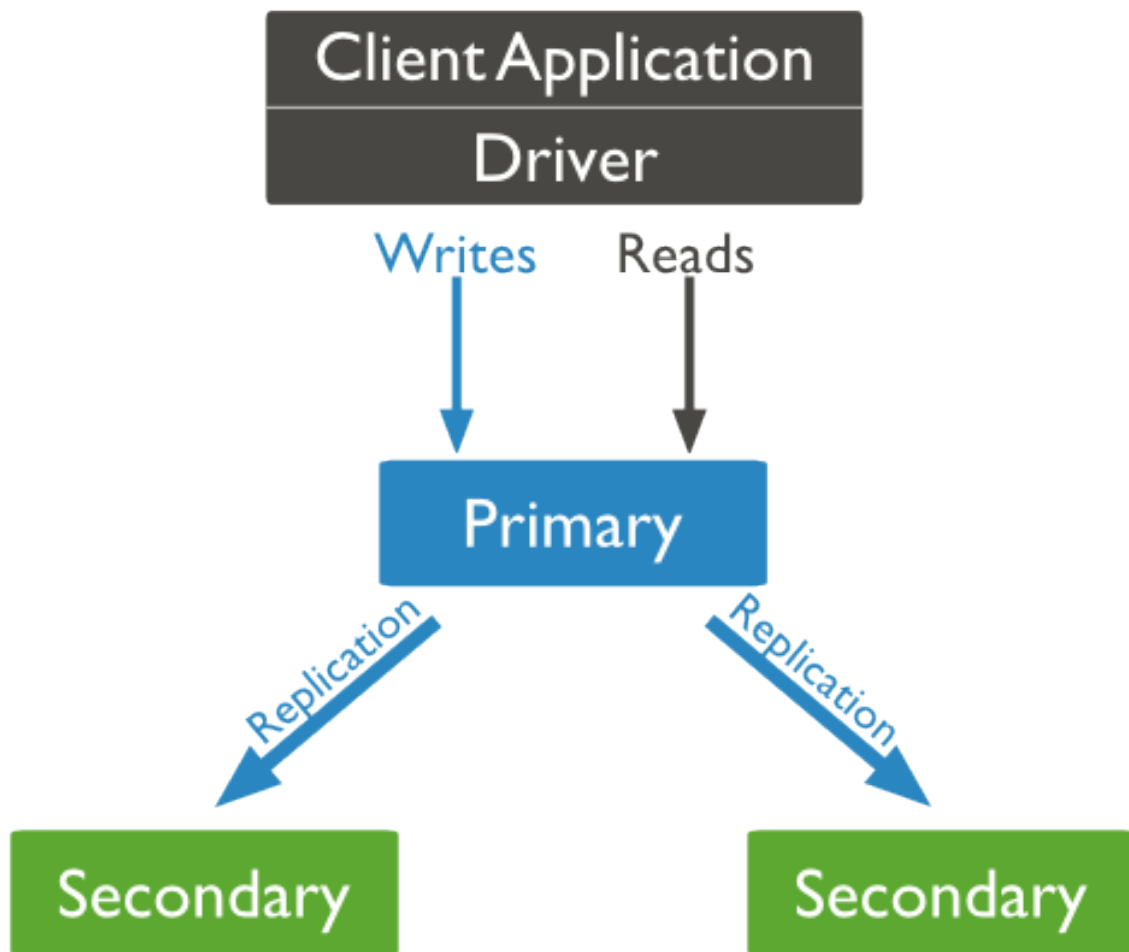 Client Application
Driver
Writes
Reads
Primary
Replication
Replication
Secondary
Secondary